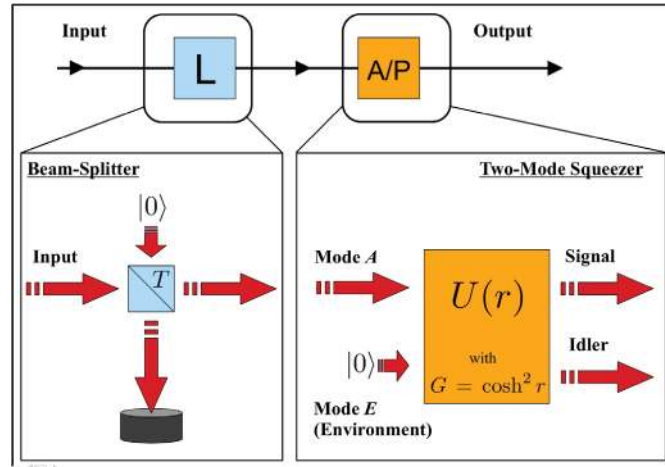 Input
Output
L
A/P
Beam-Splitter
Two-Mode Squeezer
|0⟩
Input
T
Mode A
U(r)
Signal
|0⟩
with
G = cosh² r
Idler
Mode E
(Environment)